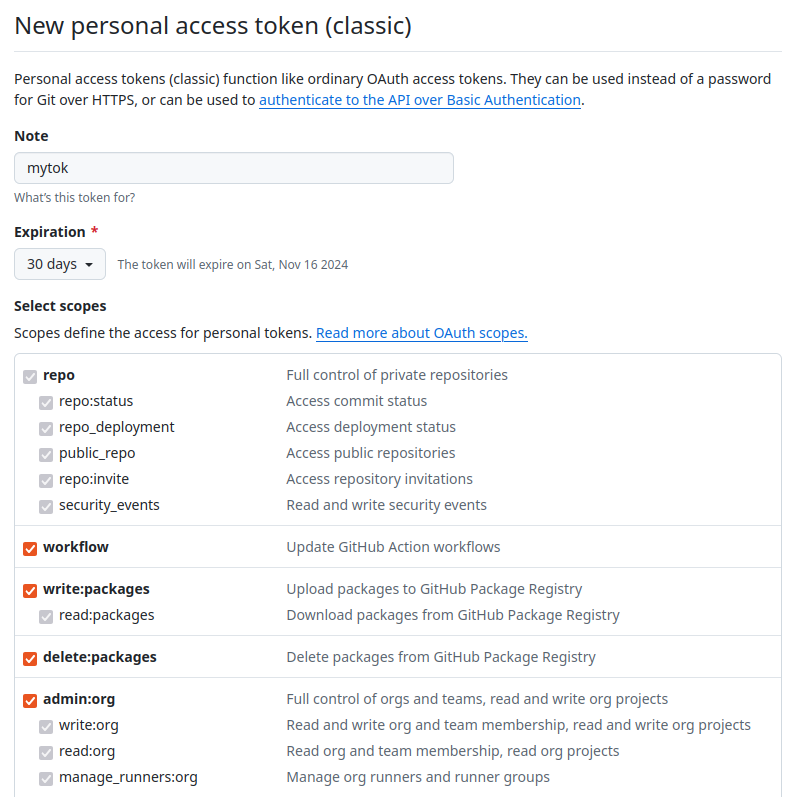 New personal access token (classic)
Personal access tokens (classic) function like ordinary OAuth access tokens. They can be used instead of a password
for Git over HTTPS, or can be used to authenticate to the API over Basic Authentication.
Note
mytok
What's this token for?
Expiration *
30 days The token will expire on Sat, Nov 16 2024
Select scopes
Scopes define the access for personal tokens. Read more about OAuth scopes.
repo Full control of private repositories
repo:status Access commit status
repo_deployment Access deployment status
public_repo Access public repositories
repo:invite Access repository invitations
security_events Read and write security events
workflow Update GitHub Action workflows
write:packages Upload packages to GitHub Package Registry
read:packages Download packages from GitHub Package Registry
delete:packages Delete packages from GitHub Package Registry
admin:org Full control of orgs and teams, read and write org projects
write:org Read and write org and team membership, read and write org projects
read:org Read org and team membership, read org projects
manage_runners:org Manage org runners and runner groups